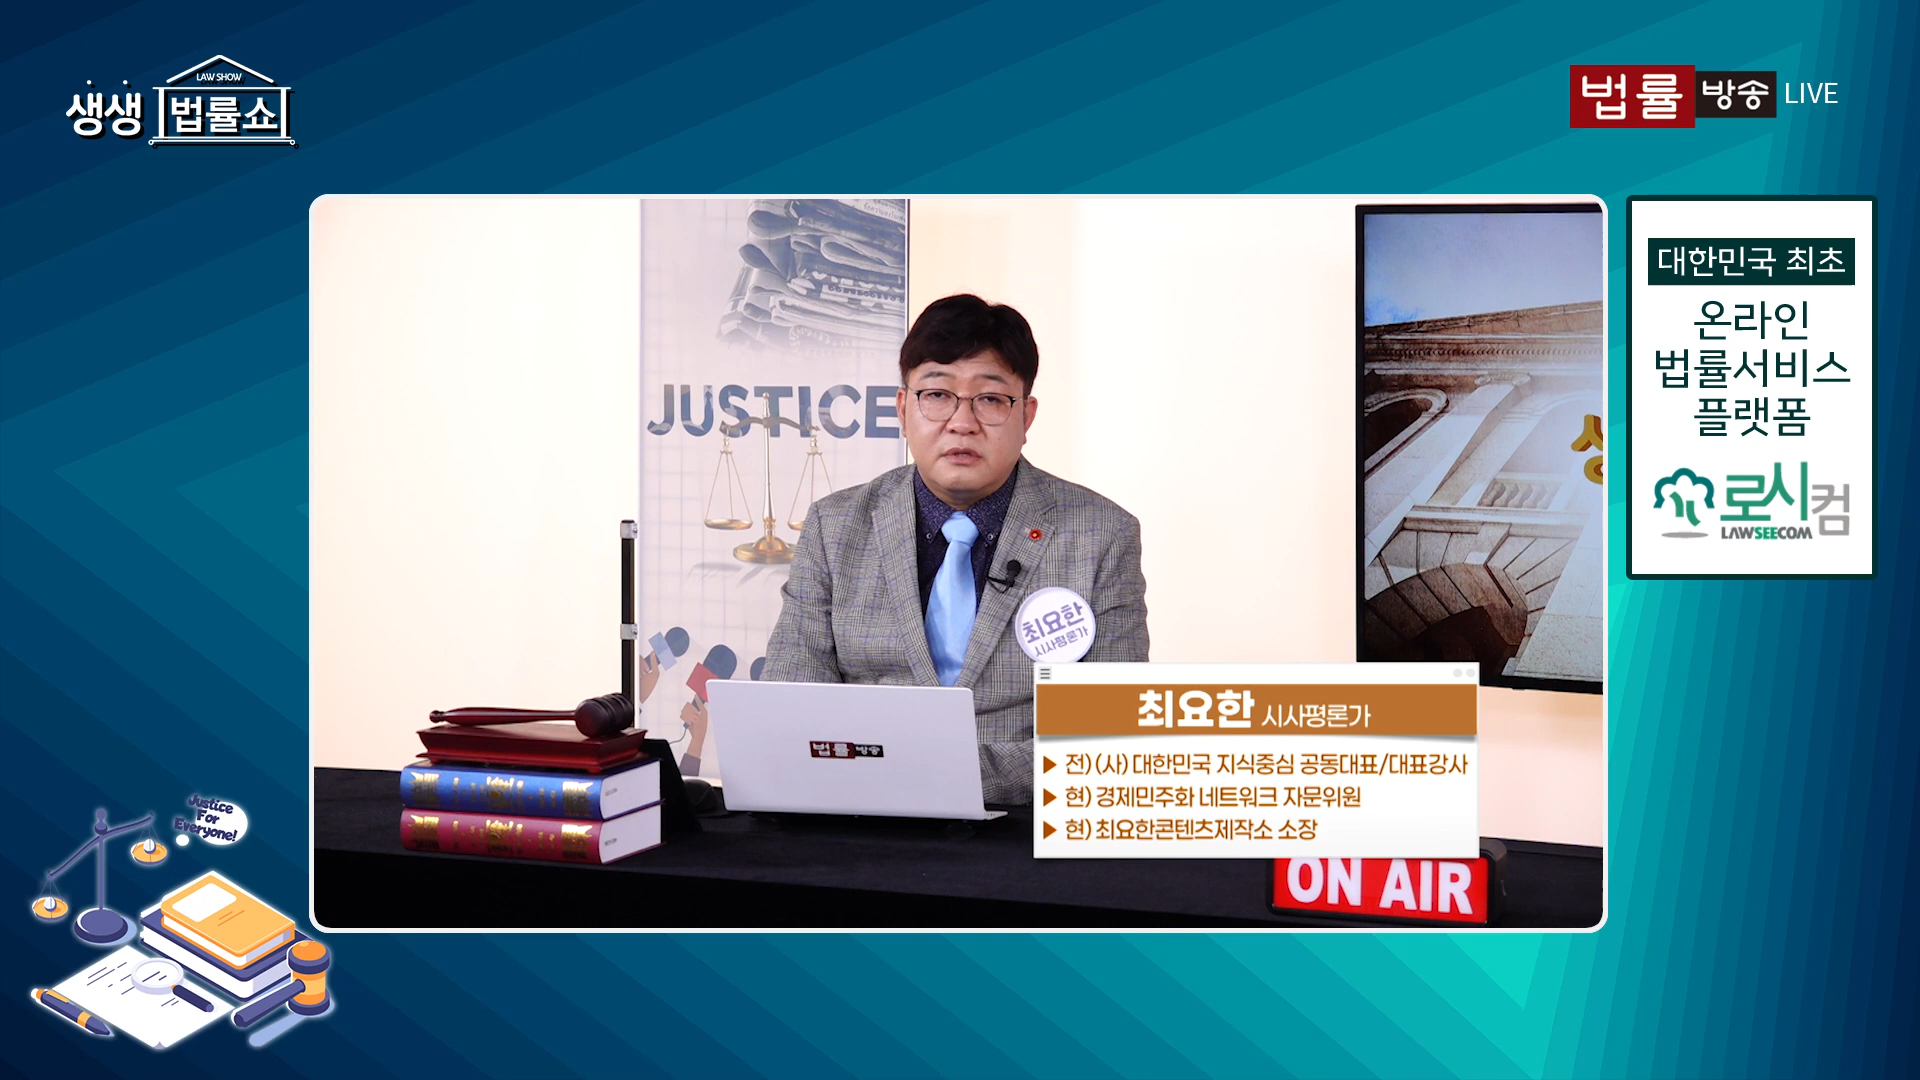 LAW SHOW
생생 법률쇼
법률방송 LIVE
대한민국 최초
온라인
법률서비스
플랫폼
로시컴
LAWSEECOM
JUSTICE
최요한
시사평론가
법률방송
최요한 시사평론가
▶ 전) (사) 대한민국 지식중심 공동대표/대표강사
▶ 현) 경제민주화 네트워크 자문위원
▶ 현) 최요한콘텐츠제작소 소장
ON AIR
Justice
For
Everyone!